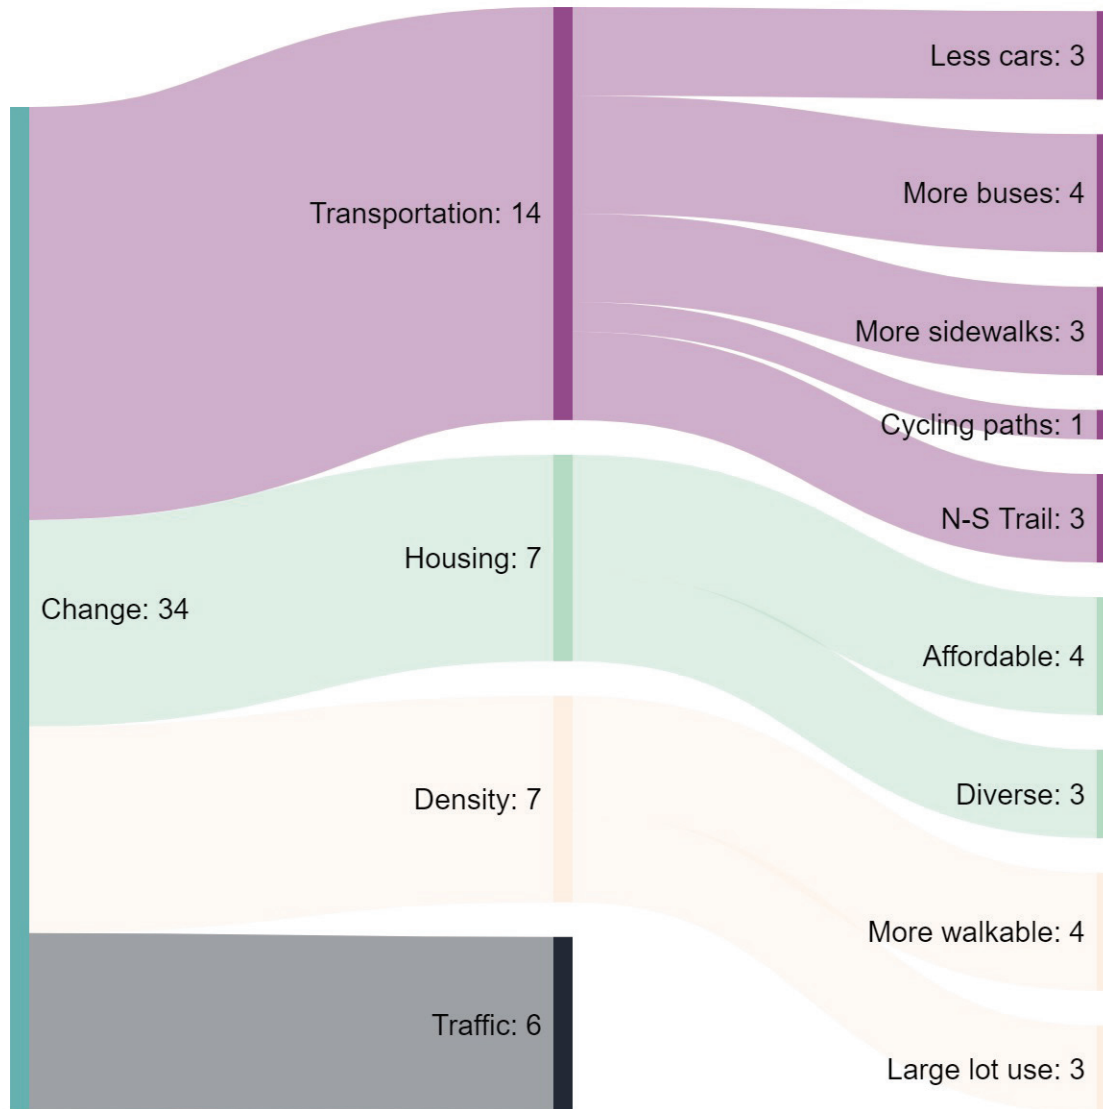 Change: 34
Transportation: 14
Housing: 7
Density: 7
Traffic: 6
Less cars: 3
More buses: 4
More sidewalks: 3
Cycling paths: 1
N-S Trail: 3
Affordable: 4
Diverse: 3
More walkable: 4
Large lot use: 3